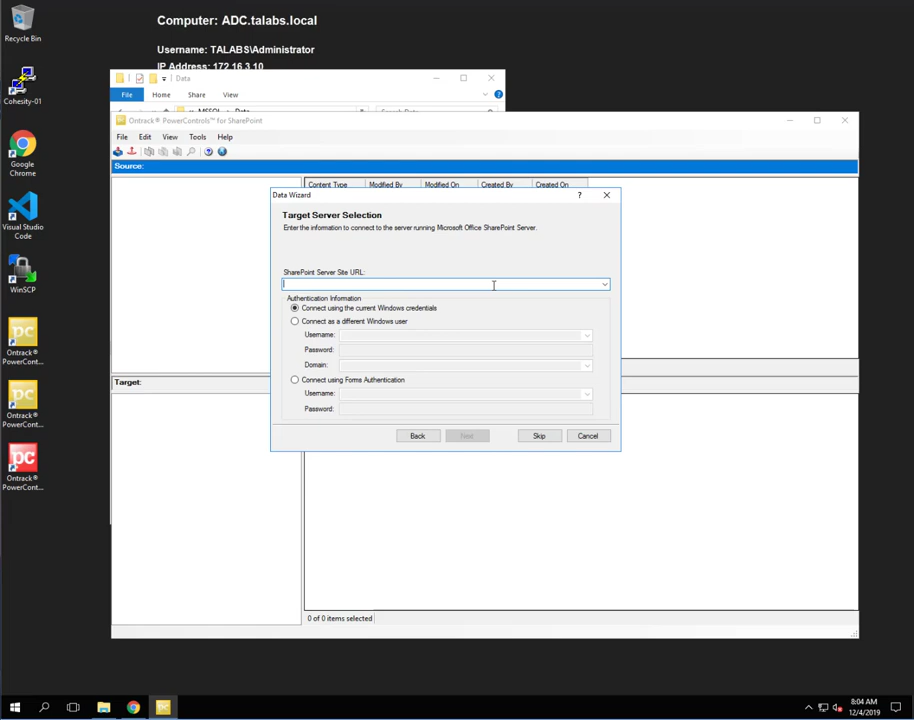 Computer: ADC.talabs.local
Username: TALABS\Administrator
IP Address: 172.16.3.10
Recycle Bin
Cohesity-01
Google
Chrome
Visual Studio
Code
WinSCP
Ontrack®
PowerCont...
Ontrack®
PowerCont...
Ontrack®
PowerCont...
Data
File
Home
Share
View
MSSQL
Data
Search Data
Ontrack® PowerControls™ for SharePoint
File
Edit
View
Tools
Help
Source:
Content Type
Modified By
Modified On
Created By
Created On
Target:
0 of 0 items selected
Data Wizard
Target Server Selection
Enter the information to connect to the server running Microsoft Office SharePoint Server.
SharePoint Server Site URL:
Authentication Information
Connect using the current Windows credentials
Connect as a different Windows user
Username:
Password:
Domain:
Connect using Forms Authentication
Username:
Password:
Back
Next
Skip
Cancel
8:04 AM
12/4/2019